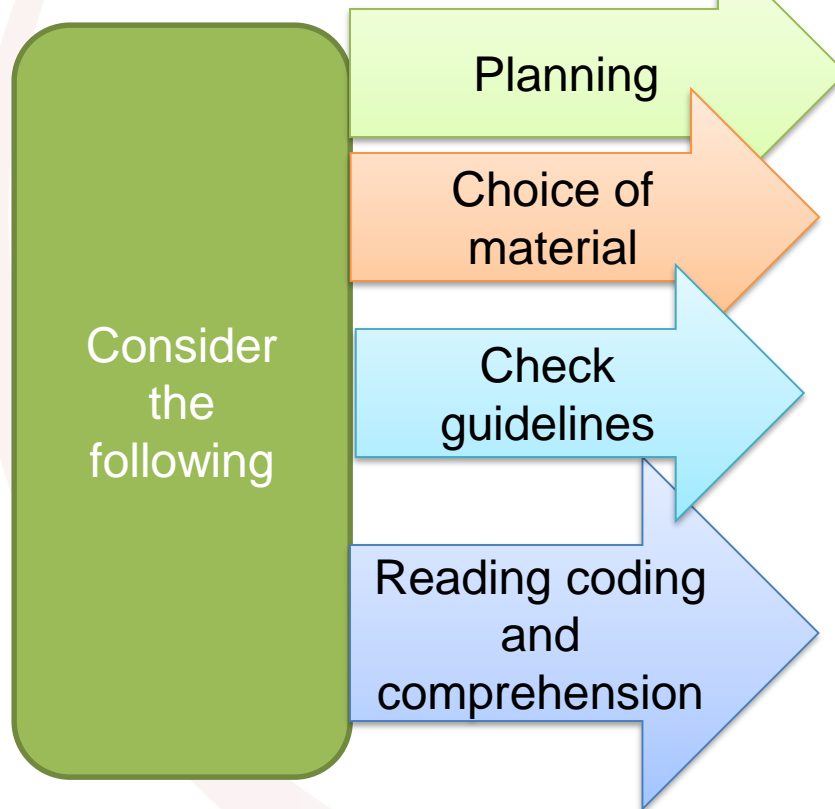 Consider
the
following
Planning
Choice of
material
Check
guidelines
Reading coding
and
comprehension